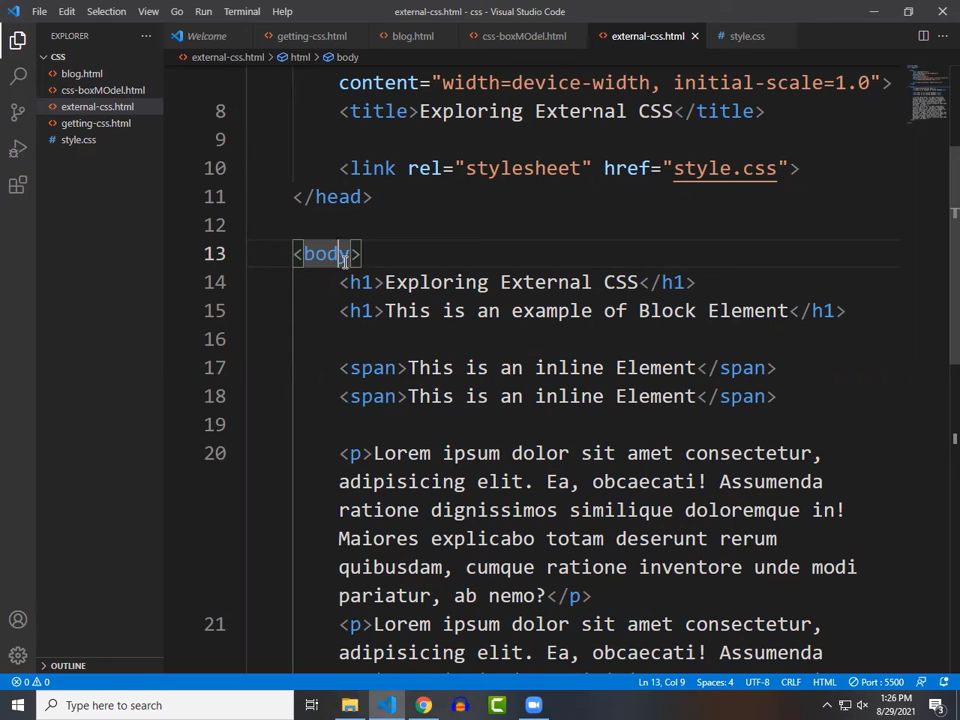 File Edit Selection View Go Run Terminal Help
external-css.html - css - Visual Studio Code
EXPLORER ···
Welcome
getting-css.html
blog.html
css-boxMOdel.html
external-css.html
style.css
external-css.html > html > body
CSS
blog.html
css-boxMOdel.html
external-css.html
getting-css.html
style.css
OUTLINE
content="width=device-width, initial-scale=1.0">
8 <title>Exploring External CSS</title>
9
10 <link rel="stylesheet" href="style.css">
11 </head>
12
13 <body>
14 <h1>Exploring External CSS</h1>
15 <h1>This is an example of Block Element</h1>
16
17 <span>This is an inline Element</span>
18 <span>This is an inline Element</span>
19
20 <p>Lorem ipsum dolor sit amet consectetur,
adipisicing elit. Ea, obcaecati! Assumenda
ratione dignissimos similique doloremque in!
Maiores explicabo totam deserunt rerum
quibusdam, cumque ratione inventore unde modi
pariatur, ab nemo?</p>
21 <p>Lorem ipsum dolor sit amet consectetur,
adipisicing elit. Ea, obcaecati! Assumenda
0 0 Ln 13, Col 9 Spaces: 4 UTF-8 CRLF HTML Port : 5500
Type here to search
1:26 PM
8/29/2021
3